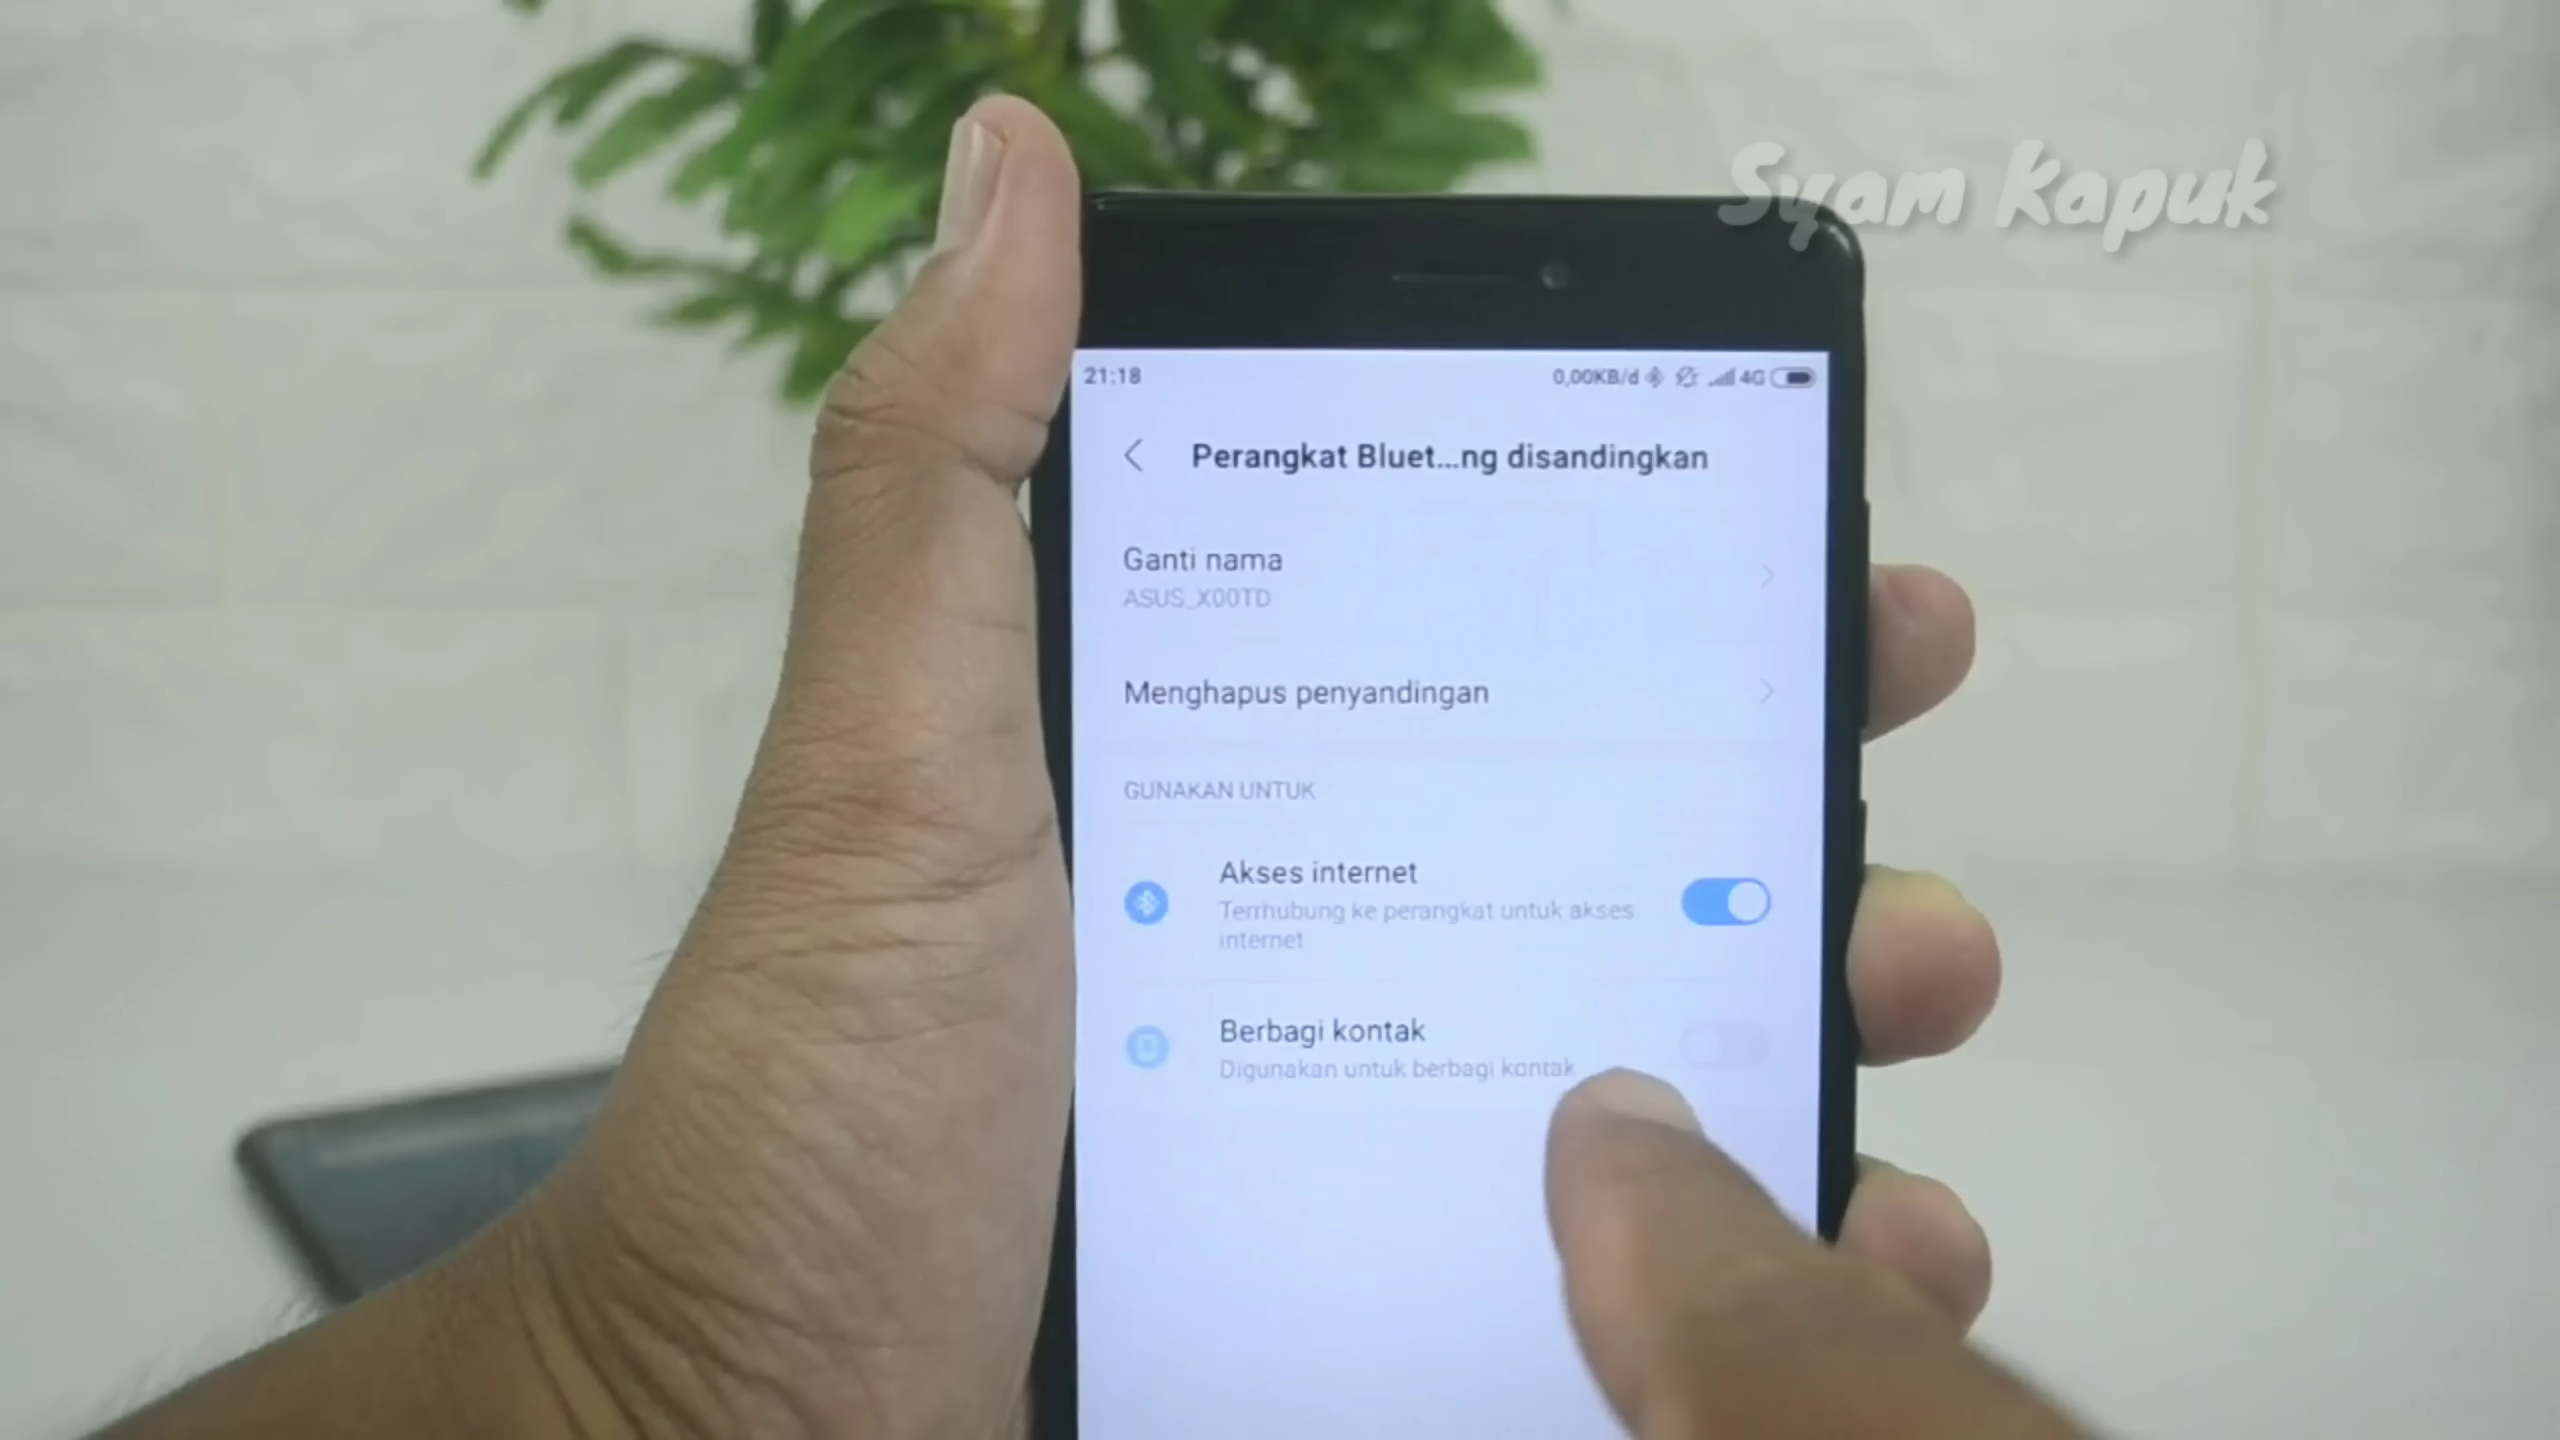 Syam Kapuk
21:18
0,00KB/d
4G
Perangkat Bluet...ng disandingkan
Ganti nama
ASUS_X00TD
Menghapus penyandingan
GUNAKAN UNTUK
Akses internet
Terrhubung ke perangkat untuk akses
internet
Berbagi kontak
Digunakan untuk berbagi kontak